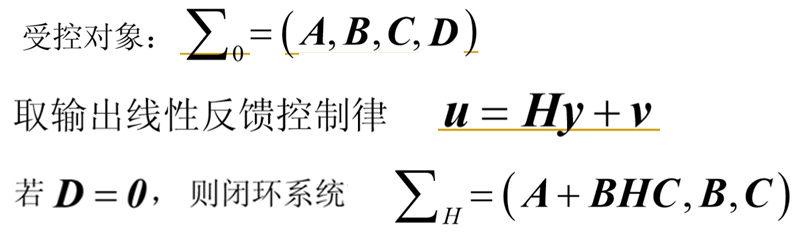 受控对象：∑₀=(A,B,C,D)
取输出线性反馈控制律 u=Hy+v
若 D=0，则闭环系统 ∑_H=(A+BHC,B,C)